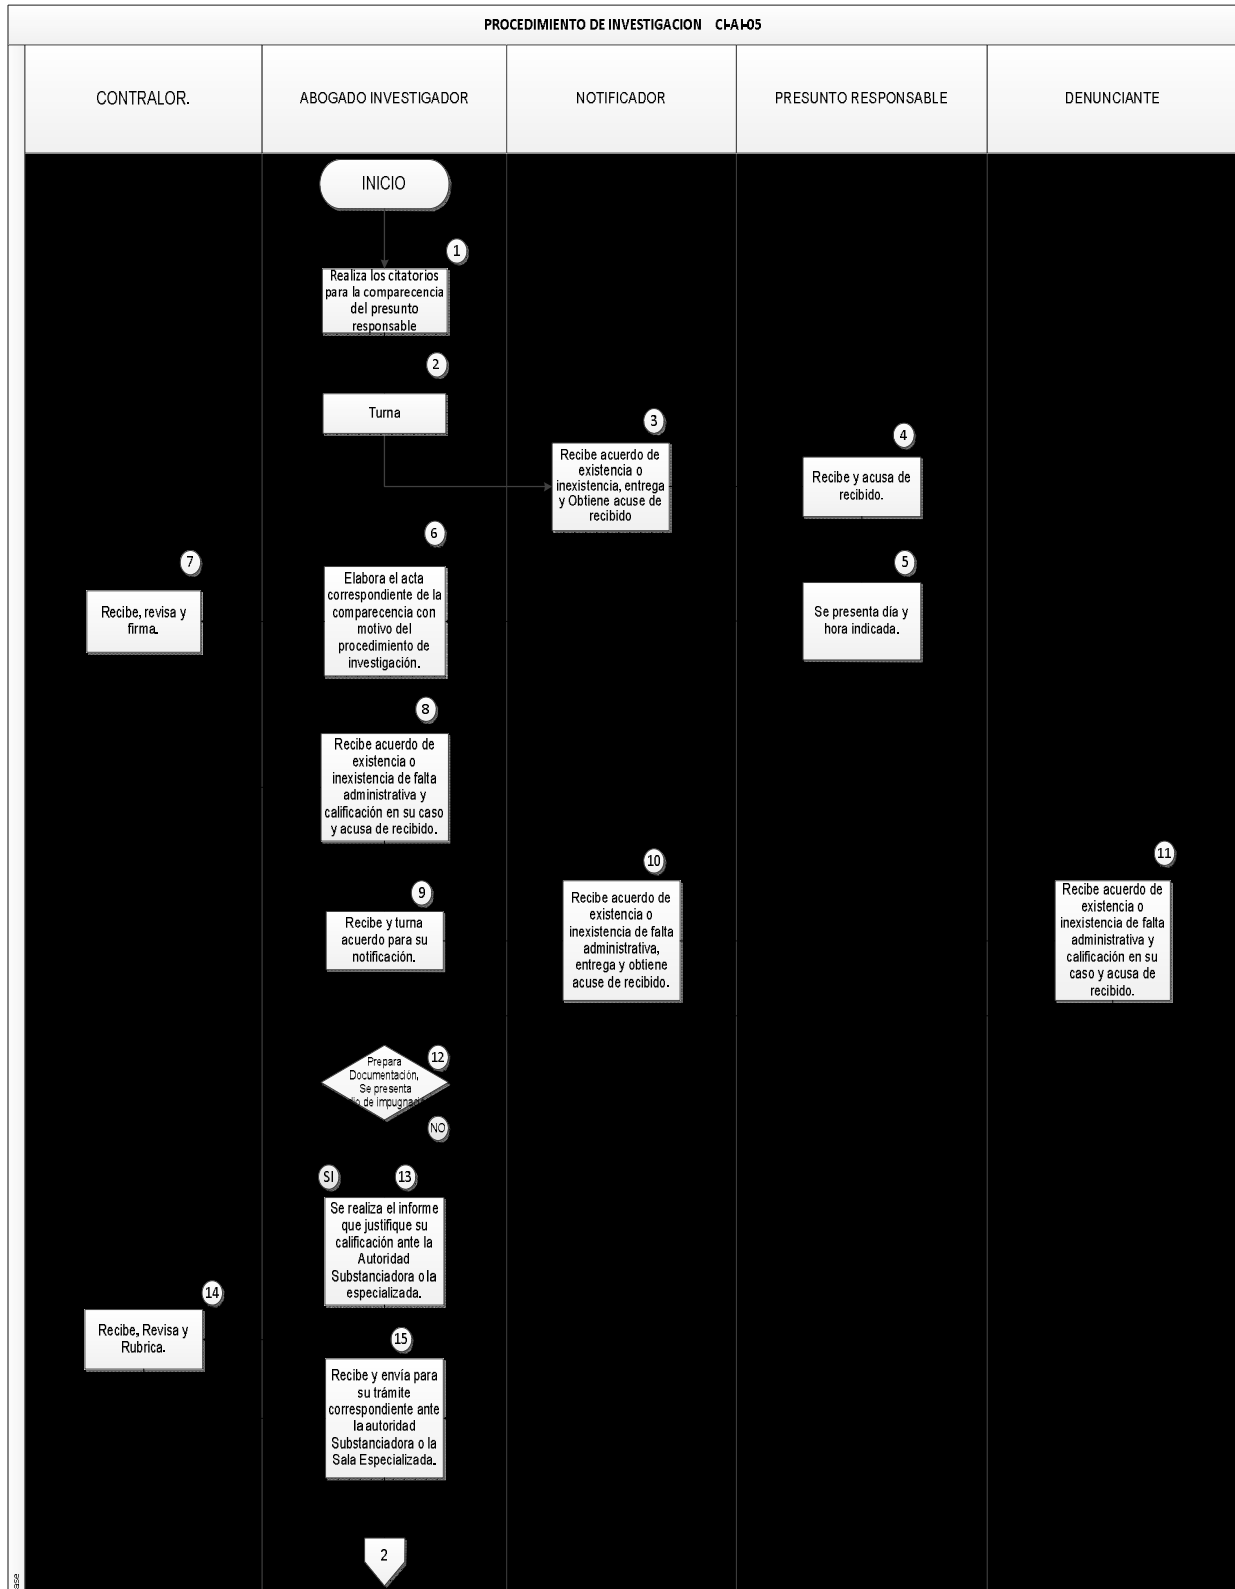 PROCEDIMIENTO DE INVESTIGACION CI-AI-05
CONTRALOR.
ABOGADO INVESTIGADOR
NOTIFICADOR
PRESUNTO RESPONSABLE
DENUNCIANTE
INICIO
1
Realiza los citatorios
para la comparecencia
del presunto
responsable
2
Turna
3
Recibe acuerdo de
existencia o
inexistencia, entrega
y Obtiene acuse de
recibido
4
Recibe y acusa de
recibido.
5
Se presenta día y
hora indicada.
6
Elabora el acta
correspondiente de la
comparecencia con
motivo del
procedimiento de
investigación.
7
Recibe, revisa y
firma.
8
Recibe acuerdo de
existencia o
inexistencia de falta
administrativa y
calificación en su caso
y acusa de recibido.
9
Recibe y turna
acuerdo para su
notificación.
10
Recibe acuerdo de
existencia o
inexistencia de falta
administrativa,
entrega y obtiene
acuse de recibido.
11
Recibe acuerdo de
existencia o
inexistencia de falta
administrativa y
calificación en su
caso y acusa de
recibido.
12
Prepara
Documentación,
Se presenta
de impugnac
NO
SI
13
Se realiza el informe
que justifique su
calificación ante la
Autoridad
Substanciadora o la
especializada.
14
Recibe, Revisa y
Rubrica.
15
Recibe y envía para
su trámite
correspondiente ante
la autoridad
Substanciadora o la
Sala Especializada.
2